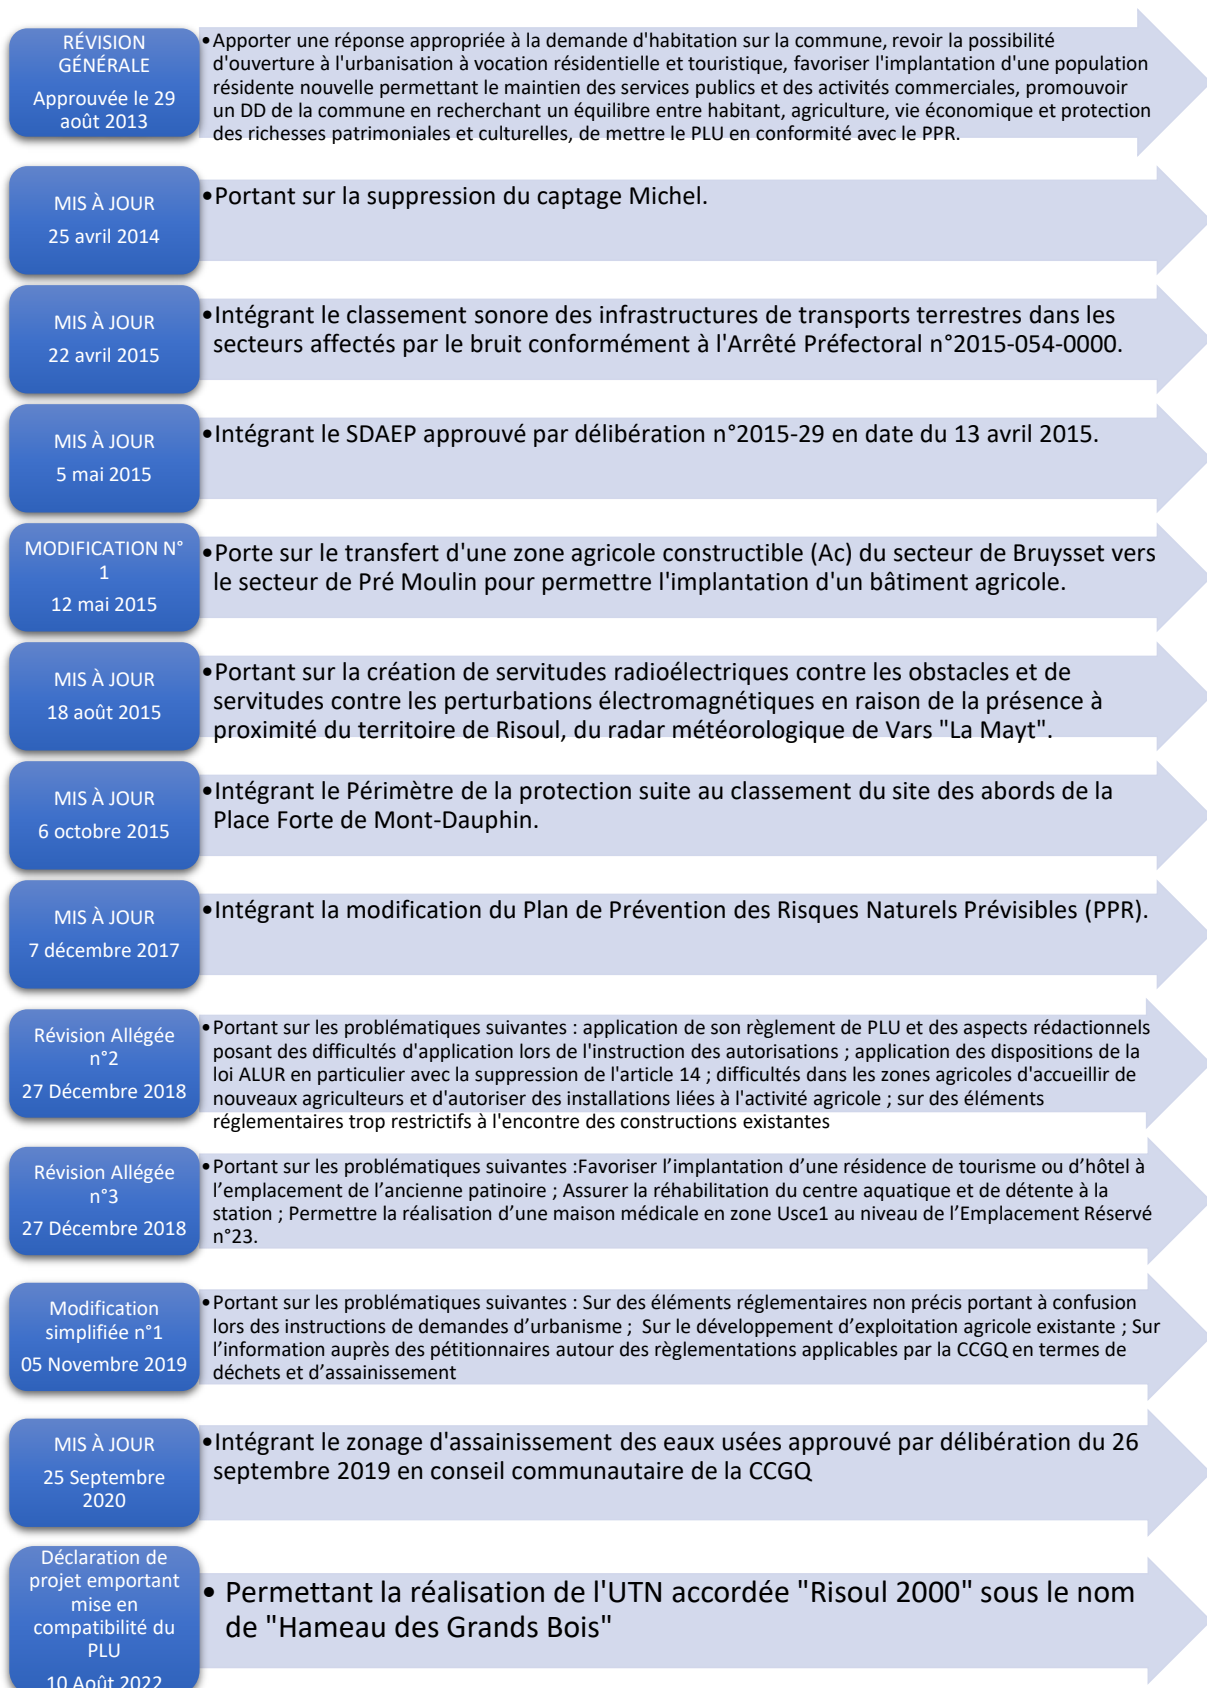 RÉVISION
GÉNÉRALE
Approuvée le 29
août 2013
•Apporter une réponse appropriée à la demande d'habitation sur la commune, revoir la possibilité
d'ouverture à l'urbanisation à vocation résidentielle et touristique, favoriser l'implantation d'une population
résidente nouvelle permettant le maintien des services publics et des activités commerciales, promouvoir
un DD de la commune en recherchant un équilibre entre habitant, agriculture, vie économique et protection
des richesses patrimoniales et culturelles, de mettre le PLU en conformité avec le PPR.
MIS À JOUR
25 avril 2014
•Portant sur la suppression du captage Michel.
MIS À JOUR
22 avril 2015
•Intégrant le classement sonore des infrastructures de transports terrestres dans les
secteurs affectés par le bruit conformément à l'Arrêté Préfectoral n°2015-054-0000.
MIS À JOUR
5 mai 2015
•Intégrant le SDAEP approuvé par délibération n°2015-29 en date du 13 avril 2015.
MODIFICATION N°
1
12 mai 2015
•Porte sur le transfert d'une zone agricole constructible (Ac) du secteur de Bruysset vers
le secteur de Pré Moulin pour permettre l'implantation d'un bâtiment agricole.
MIS À JOUR
18 août 2015
•Portant sur la création de servitudes radioélectriques contre les obstacles et de
servitudes contre les perturbations électromagnétiques en raison de la présence à
proximité du territoire de Risoul, du radar météorologique de Vars "La Mayt".
MIS À JOUR
6 octobre 2015
•Intégrant le Périmètre de la protection suite au classement du site des abords de la
Place Forte de Mont-Dauphin.
MIS À JOUR
7 décembre 2017
•Intégrant la modification du Plan de Prévention des Risques Naturels Prévisibles (PPR).
Révision Allégée
n°2
27 Décembre 2018
•Portant sur les problématiques suivantes : application de son règlement de PLU et des aspects rédactionnels
posant des difficultés d'application lors de l'instruction des autorisations ; application des dispositions de la
loi ALUR en particulier avec la suppression de l'article 14 ; difficultés dans les zones agricoles d'accueillir de
nouveaux agriculteurs et d'autoriser des installations liées à l'activité agricole ; sur des éléments
réglementaires trop restrictifs à l'encontre des constructions existantes
Révision Allégée
n°3
27 Décembre 2018
•Portant sur les problématiques suivantes :Favoriser l’implantation d’une résidence de tourisme ou d’hôtel à
l’emplacement de l’ancienne patinoire ; Assurer la réhabilitation du centre aquatique et de détente à la
station ; Permettre la réalisation d’une maison médicale en zone Usce1 au niveau de l’Emplacement Réservé
n°23.
Modification
simplifiée n°1
05 Novembre 2019
•Portant sur les problématiques suivantes : Sur des éléments réglementaires non précis portant à confusion
lors des instructions de demandes d’urbanisme ; Sur le développement d’exploitation agricole existante ; Sur
l’information auprès des pétitionnaires autour des règlementations applicables par la CCGQ en termes de
déchets et d’assainissement
MIS À JOUR
25 Septembre
2020
•Intégrant le zonage d'assainissement des eaux usées approuvé par délibération du 26
septembre 2019 en conseil communautaire de la CCGQ
Déclaration de
projet emportant
mise en
compatibilité du
PLU
10 Août 2022
• Permettant la réalisation de l'UTN accordée "Risoul 2000" sous le nom
de "Hameau des Grands Bois"